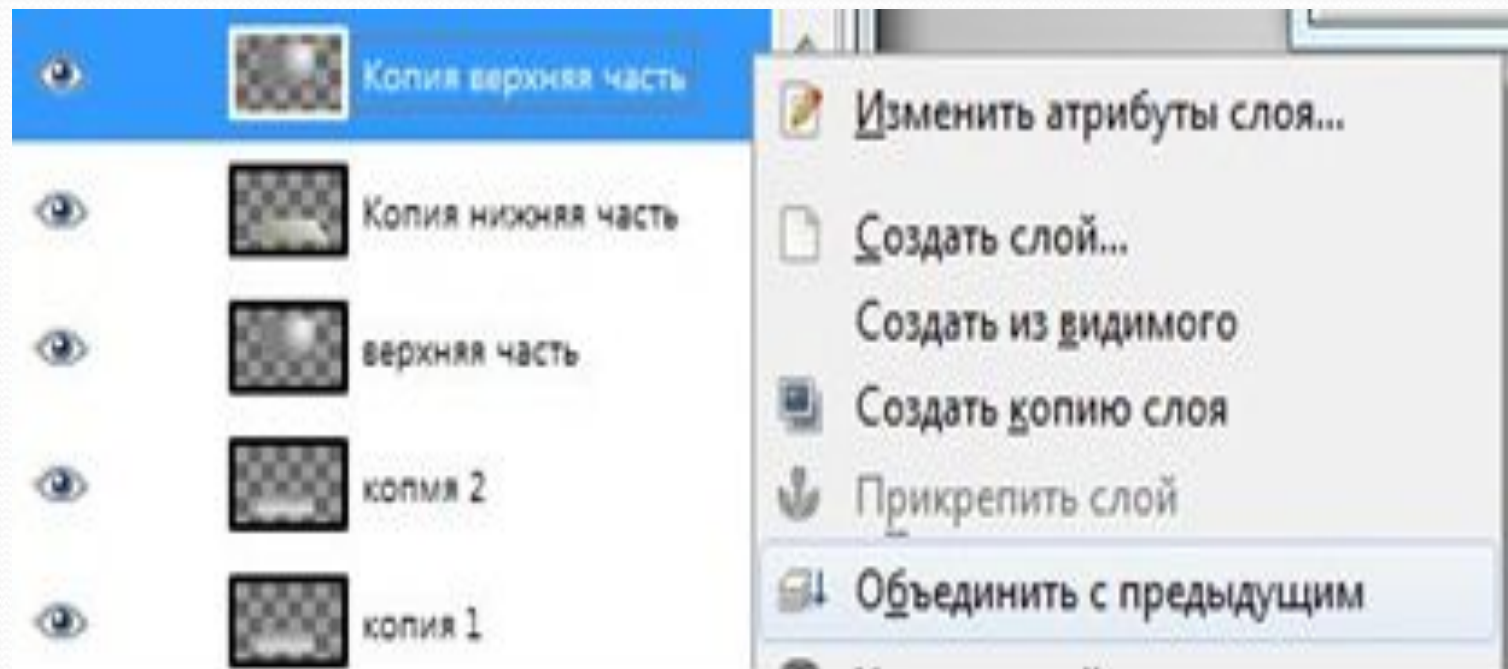 Копия верхняя часть
Копия нижняя часть
верхняя часть
копмя 2
копия 1
Изменить атрибуты слоя...
Создать слой...
Создать из видимого
Создать копию слоя
Прикрепить слой
Объединить с предыдущим